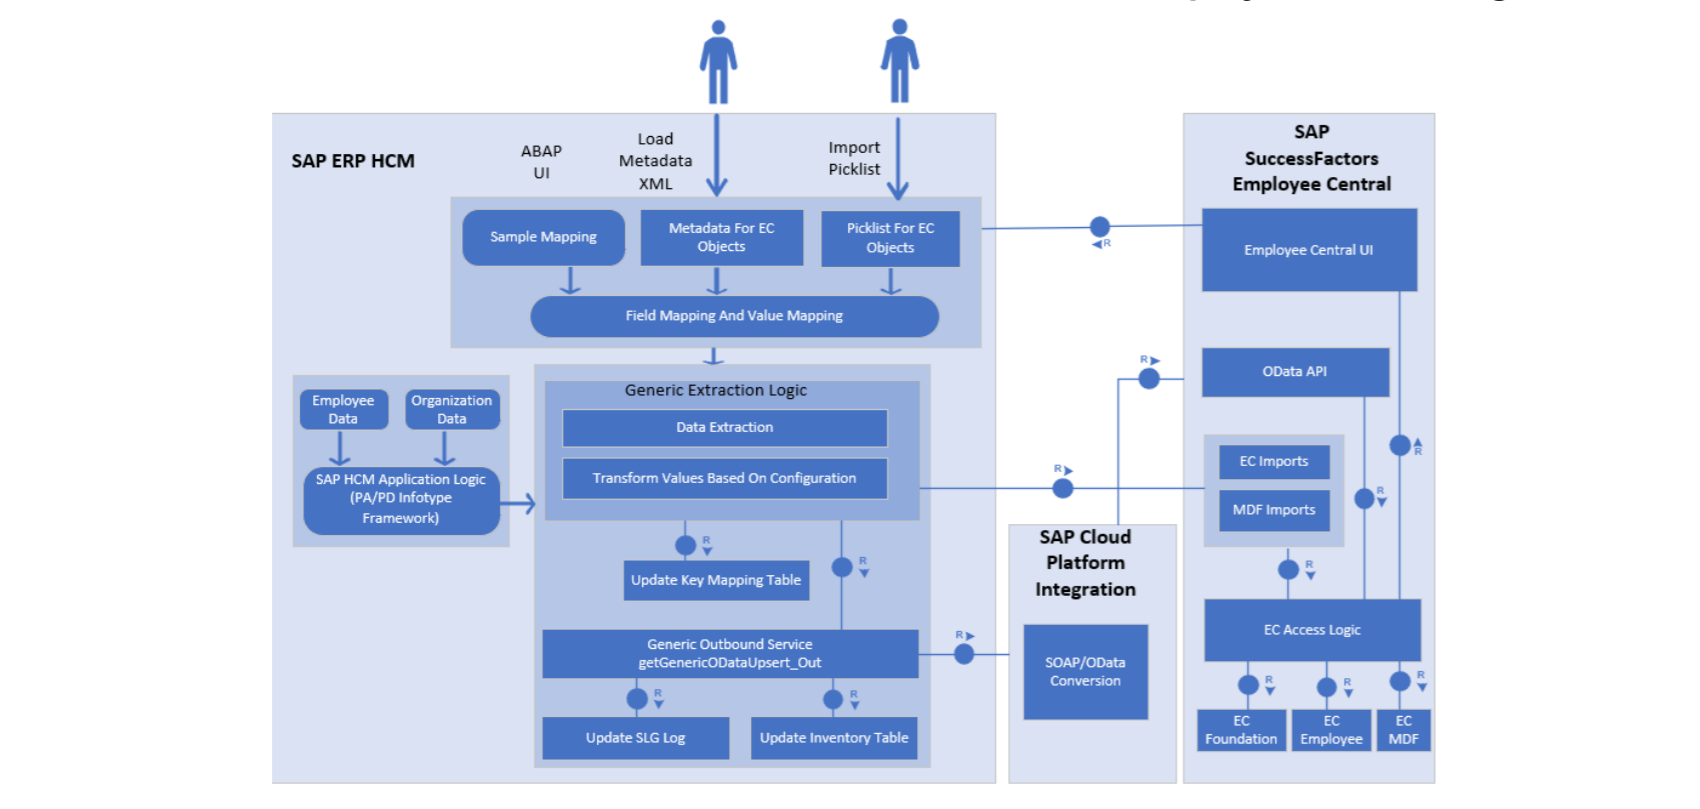 SAP ERP HCM
ABAP
UI
Load
Metadata
XML
Import
Picklist
Sample Mapping
Metadata For EC
Objects
Picklist For EC
Objects
Field Mapping And Value Mapping
Employee
Data
Organization
Data
SAP HCM Application Logic
(PA/PD Infotype
Framework)
Generic Extraction Logic
Data Extraction
Transform Values Based On Configuration
R
R
Update Key Mapping Table
Generic Outbound Service
getGenericODataUpsert_Out
R
R
Update SLG Log
Update Inventory Table
R
R
R
R
SAP Cloud
Platform
Integration
SOAP/OData
Conversion
SAP
SuccessFactors
Employee Central
Employee Central UI
OData API
R
EC Imports
MDF Imports
R
R
EC Access Logic
R
R
R
EC
Foundation
EC
Employee
EC
MDF